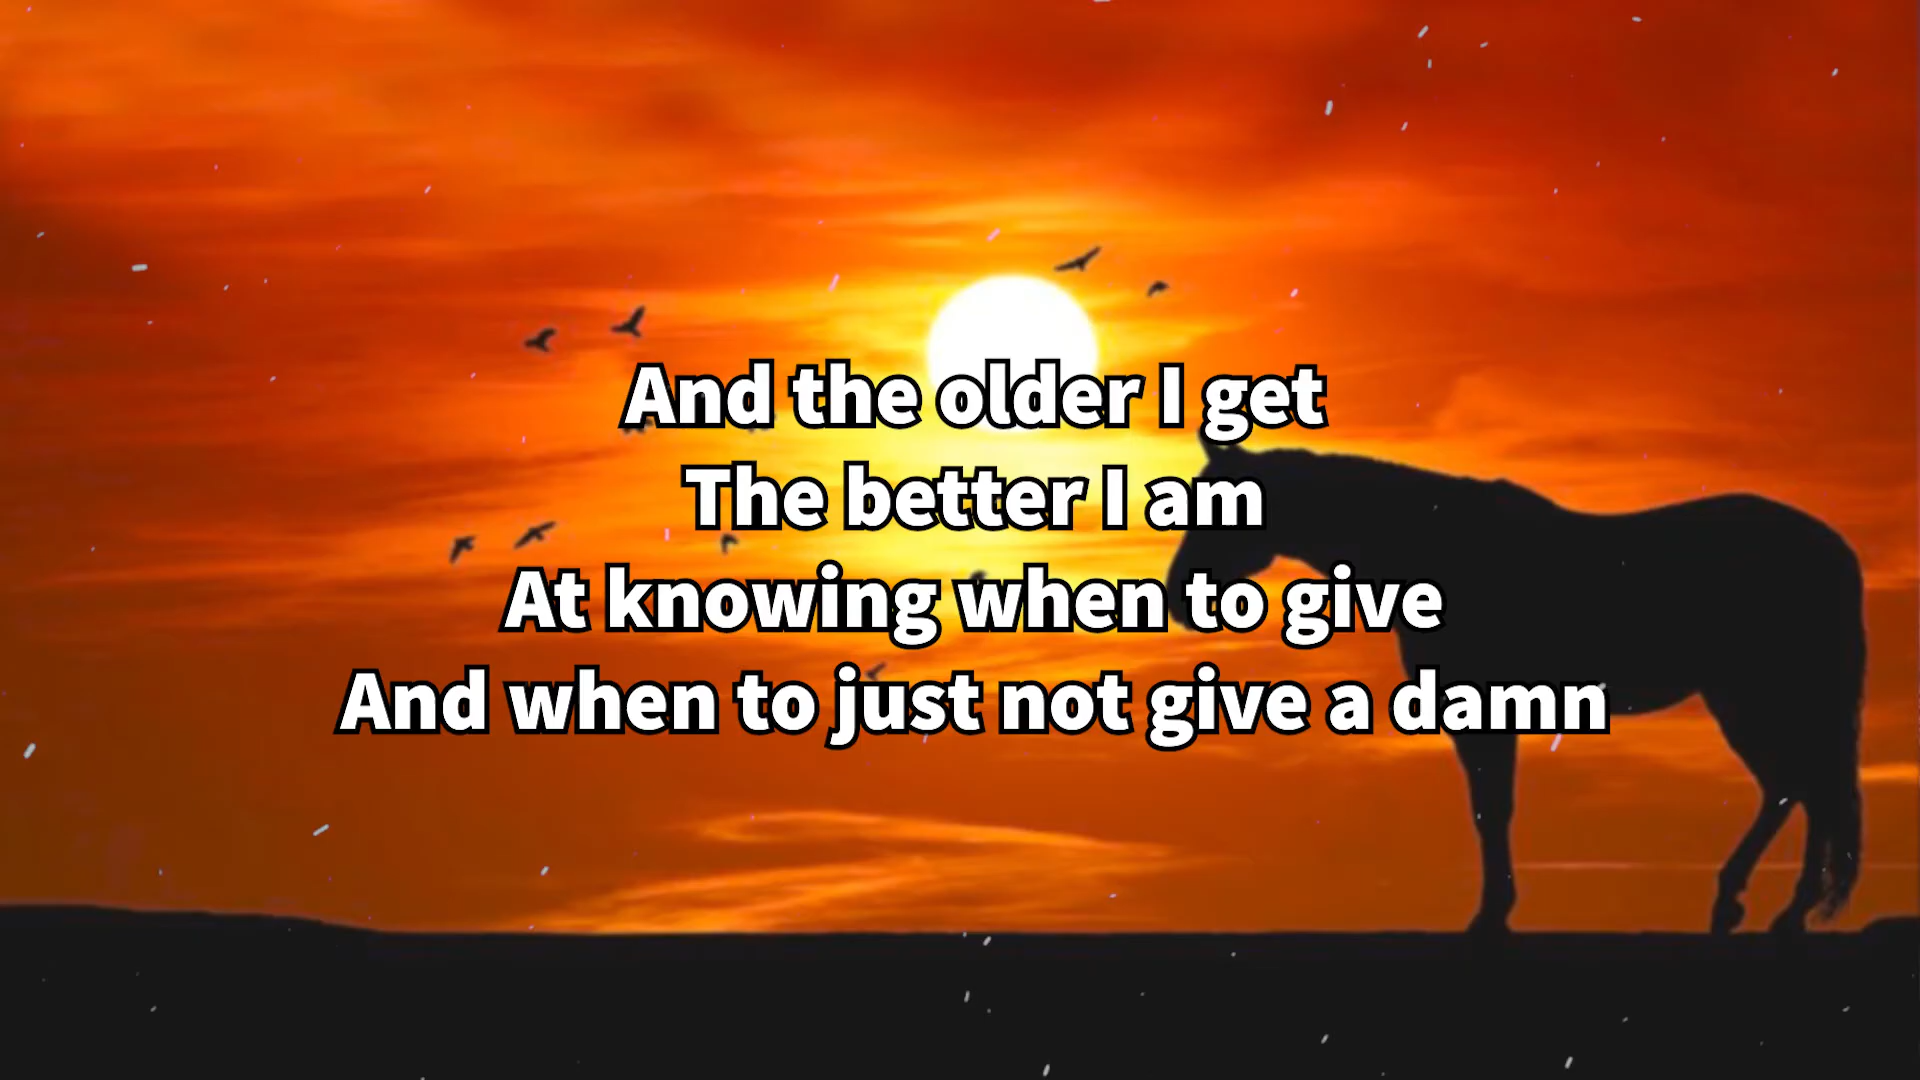 And the older I get
The better I am
At knowing when to give
And when to just not give a damn